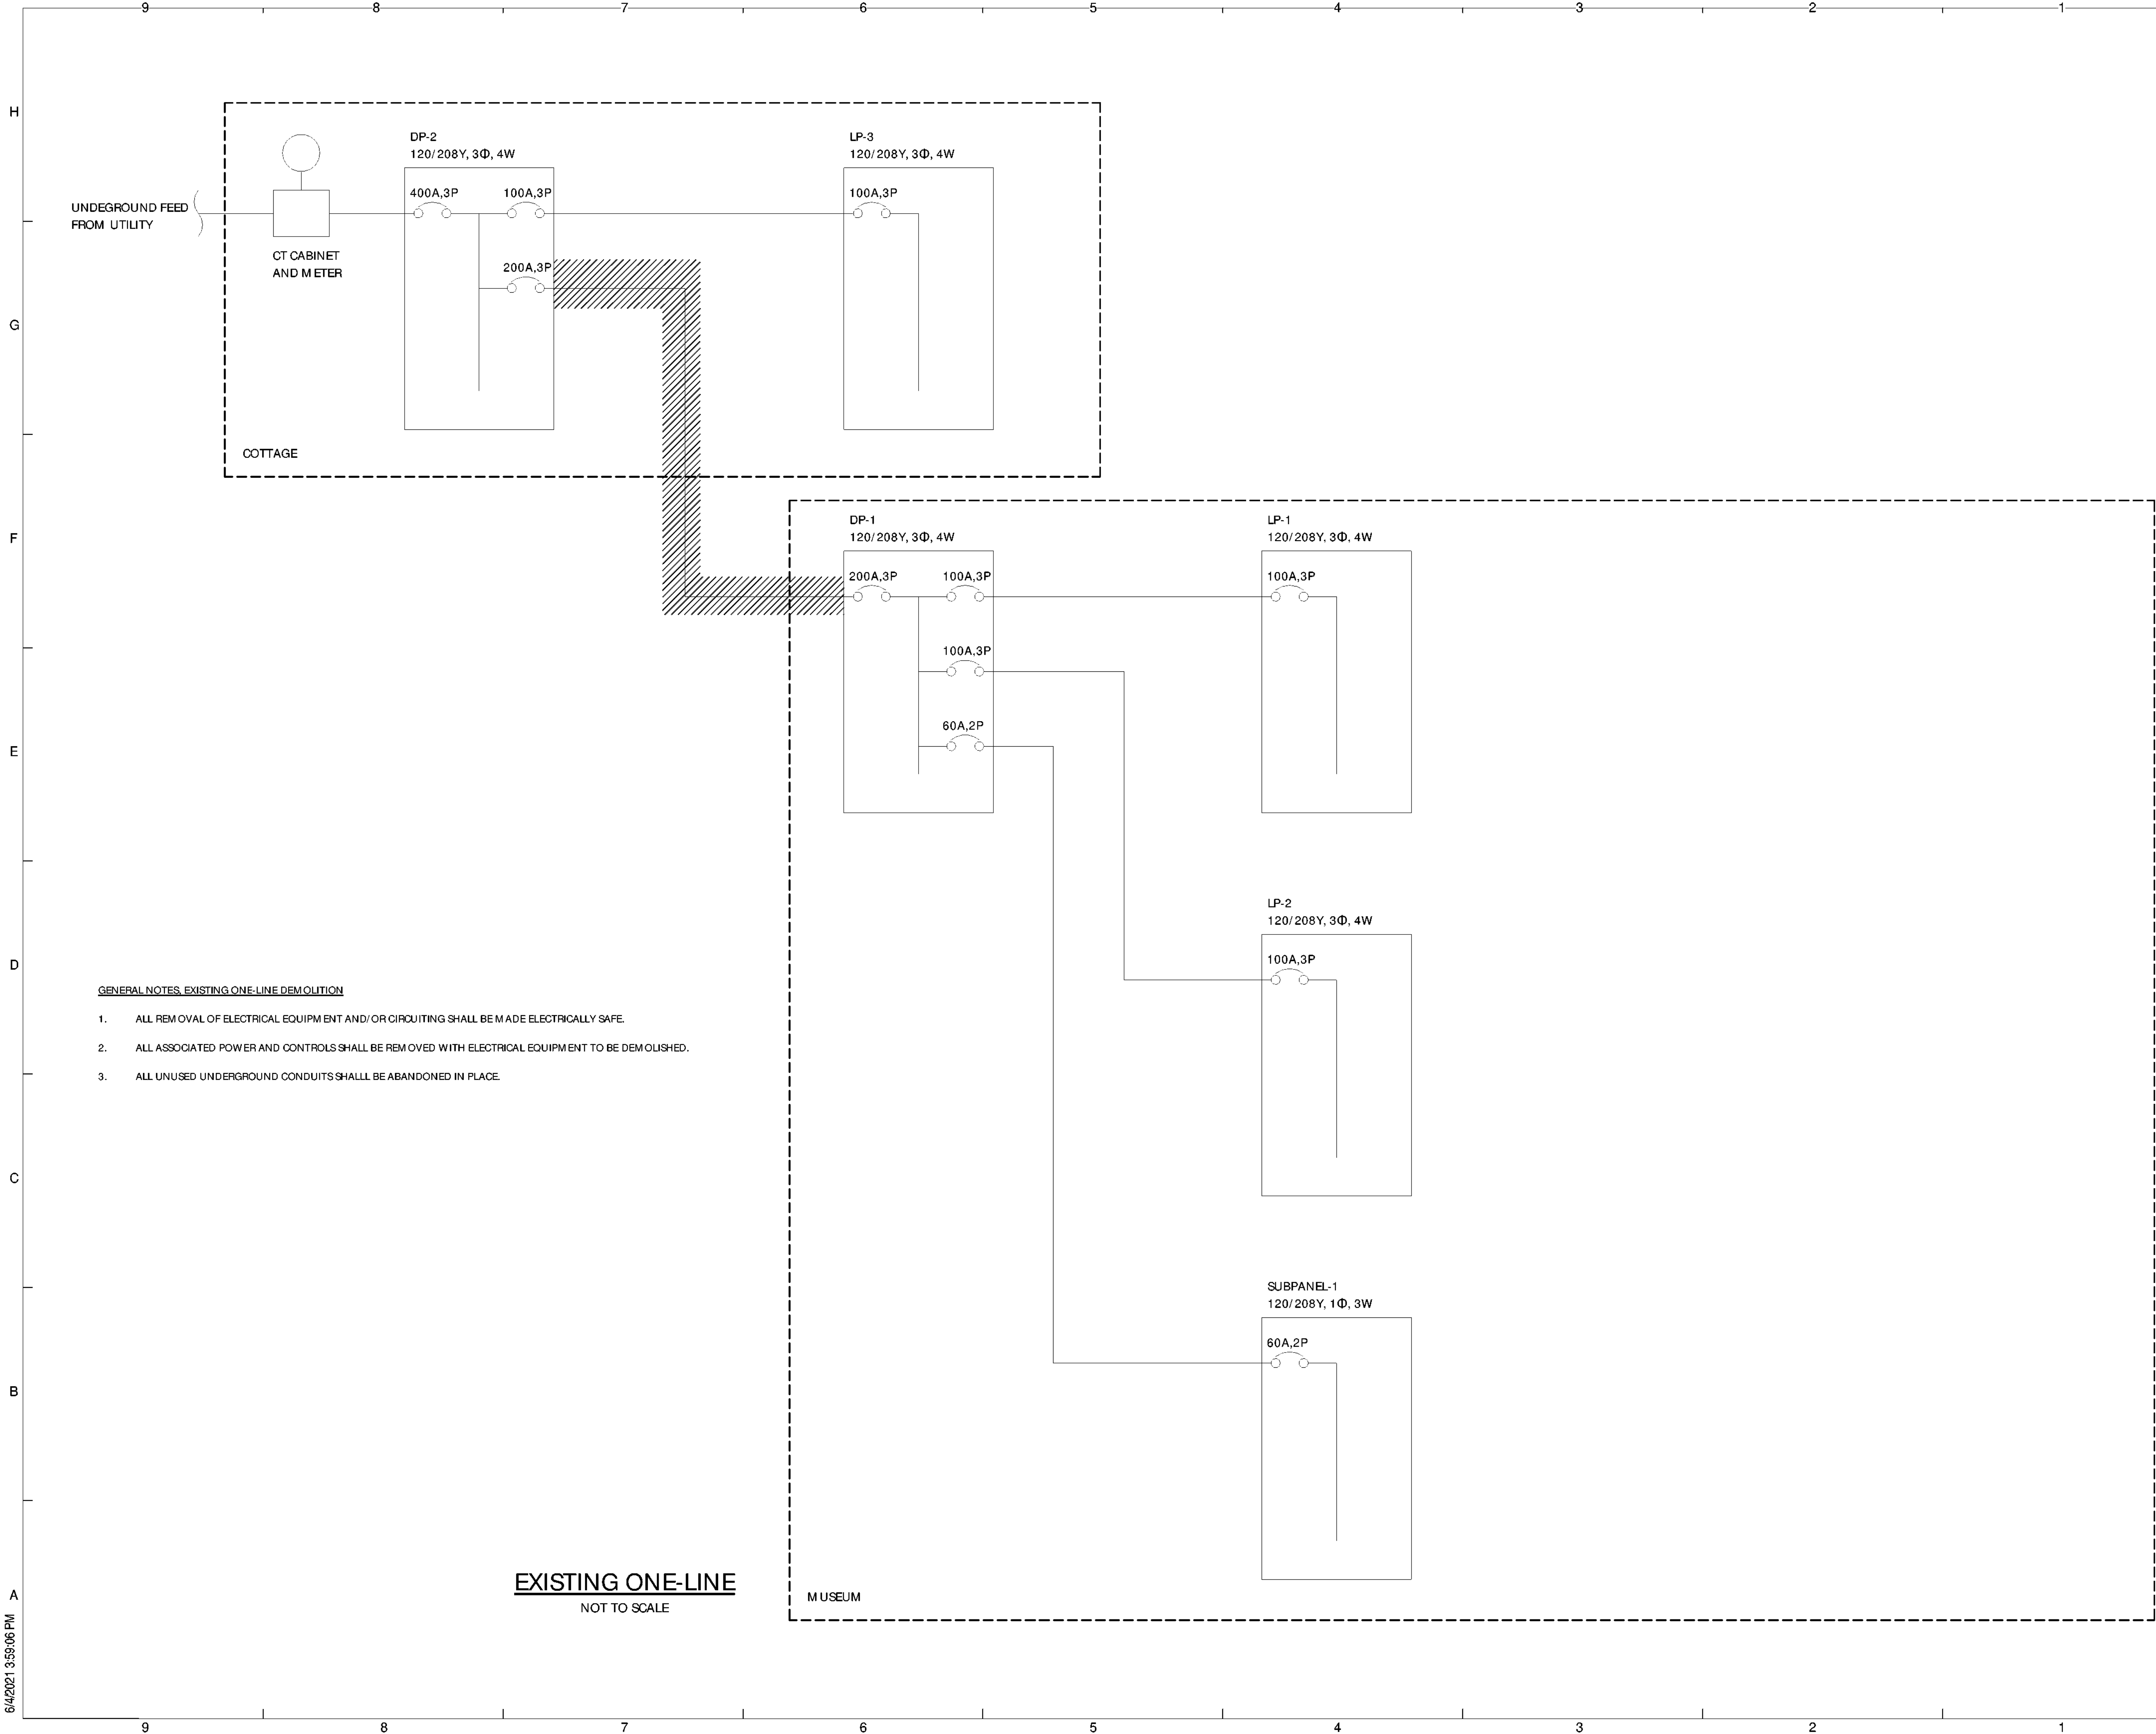 9 8 7 6 5 4 3 2 1
H
DP-2
120/208Y, 3Φ, 4W
LP-3
120/208Y, 3Φ, 4W
400A,3P
100A,3P
100A,3P
UNDEGROUND FEED
FROM UTILITY
CT CABINET
AND METER
200A,3P
G
COTTAGE
DP-1
120/208Y, 3Φ, 4W
LP-1
120/208Y, 3Φ, 4W
F
200A,3P
100A,3P
100A,3P
100A,3P
60A,2P
E
LP-2
120/208Y, 3Φ, 4W
100A,3P
D
GENERAL NOTES, EXISTING ONE-LINE DEMOLITION
1. ALL REMOVAL OF ELECTRICAL EQUIPMENT AND/OR CIRCUITING SHALL BE MADE ELECTRICALLY SAFE.
2. ALL ASSOCIATED POWER AND CONTROLS SHALL BE REMOVED WITH ELECTRICAL EQUIPMENT TO BE DEMOLISHED.
3. ALL UNUSED UNDERGROUND CONDUITS SHALLL BE ABANDONED IN PLACE.
C
SUBPANEL-1
120/208Y, 1Φ, 3W
60A,2P
B
EXISTING ONE-LINE
NOT TO SCALE
MUSEUM
A
6/4/2021 3:59:06 PM
9 8 7 6 5 4 3 2 1